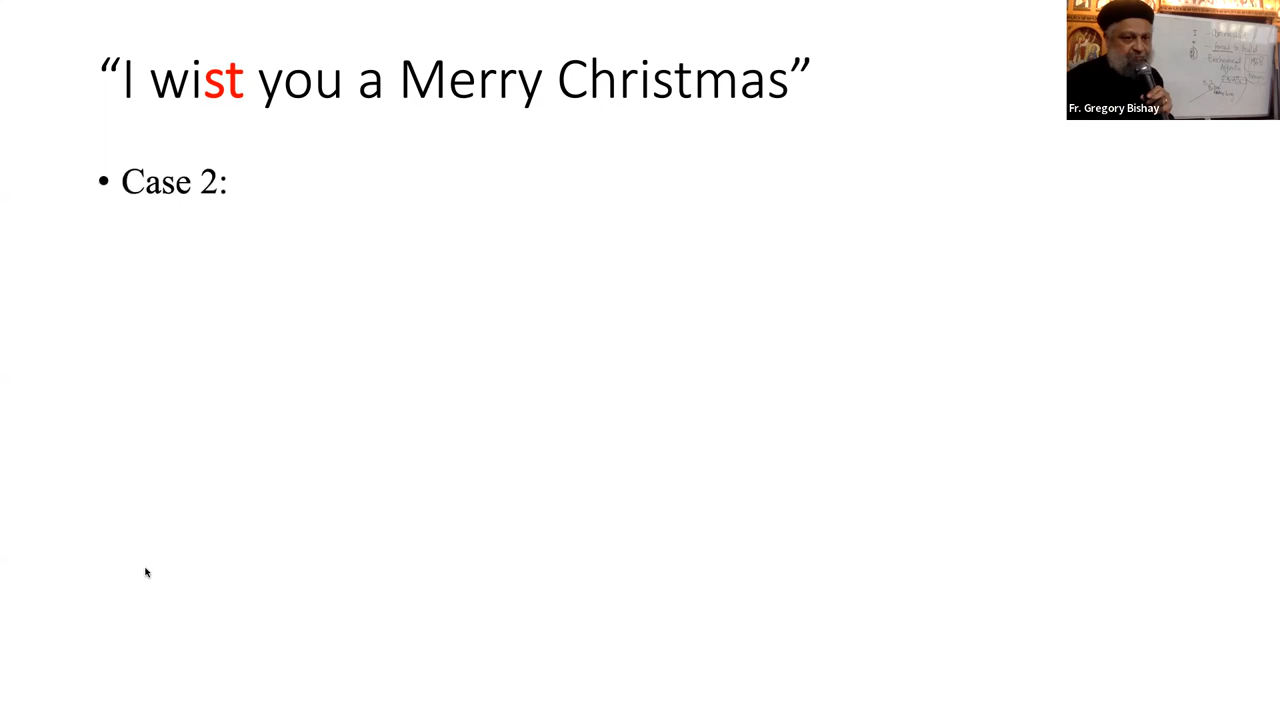 “I wist you a Merry Christmas”
• Case 2:
Fr. Gregory Bishay